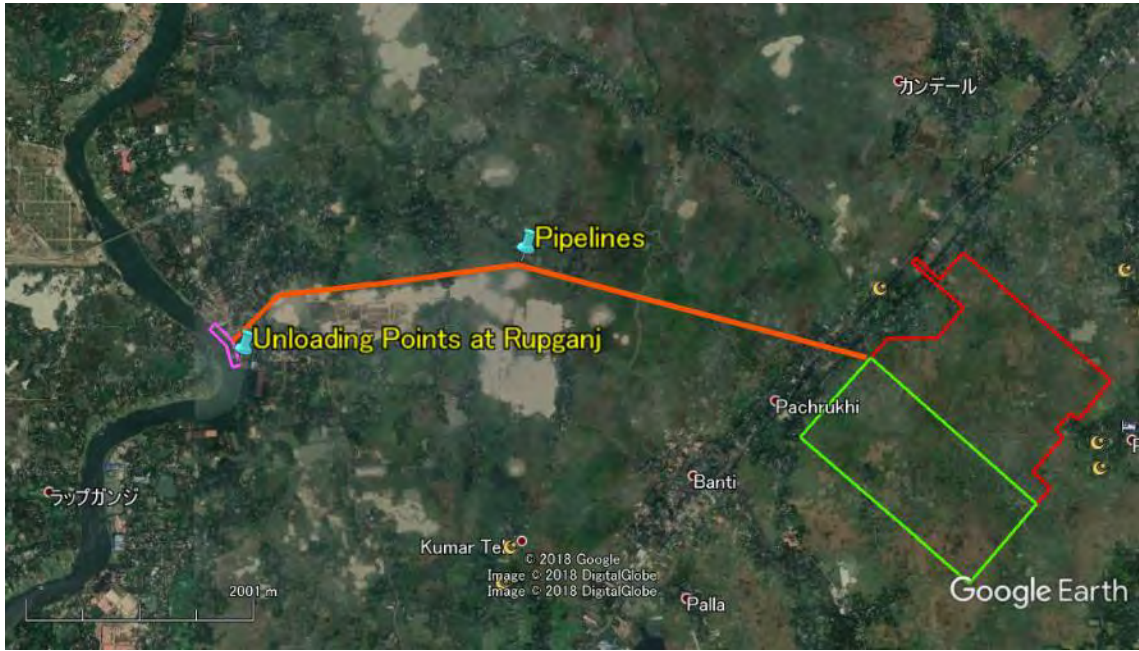 カンデール
Pipelines
Unloading Points at Rupganj
Pachrukhi
Banti
ラップガンジ
Kumar Te
© 2018 Google
Image © 2018 DigitalGlobe
Image © 2018 DigitalGlobe
2001 m
Palla
Google Earth